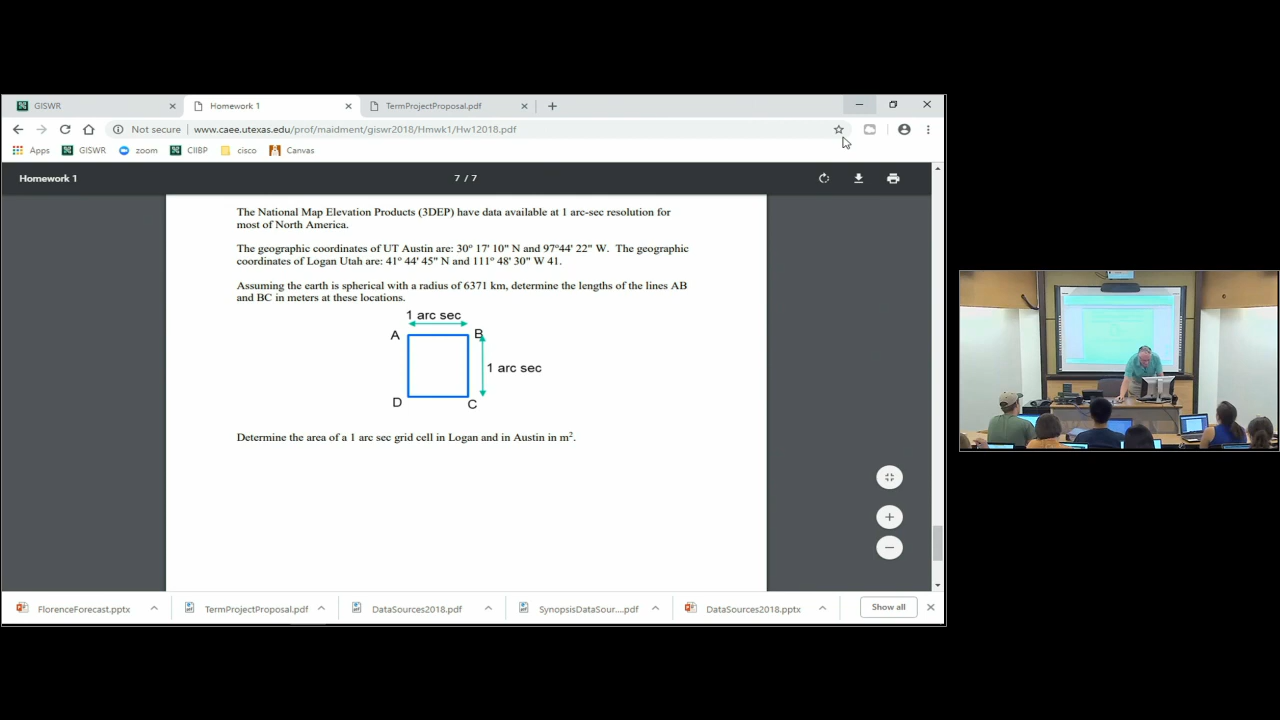 GISWR
Homework 1
TermProjectProposal.pdf
Not secure
www.caee.utexas.edu/prof/maidment/giswr2018/Hmwk1/Hw12018.pdf
Apps
GISWR
zoom
CIIBP
cisco
Canvas
Homework 1
7 / 7
The National Map Elevation Products (3DEP) have data available at 1 arc-sec resolution for
most of North America.
The geographic coordinates of UT Austin are: 30° 17' 10" N and 97°44' 22" W. The geographic
coordinates of Logan Utah are: 41° 44' 45" N and 111° 48' 30" W 41.
Assuming the earth is spherical with a radius of 6371 km, determine the lengths of the lines AB
and BC in meters at these locations.
1 arc sec
A
B
1 arc sec
D
C
Determine the area of a 1 arc sec grid cell in Logan and in Austin in m².
FlorenceForecast.pptx
TermProjectProposal.pdf
DataSources2018.pdf
SynopsisDataSour....pdf
DataSources2018.pptx
Show all